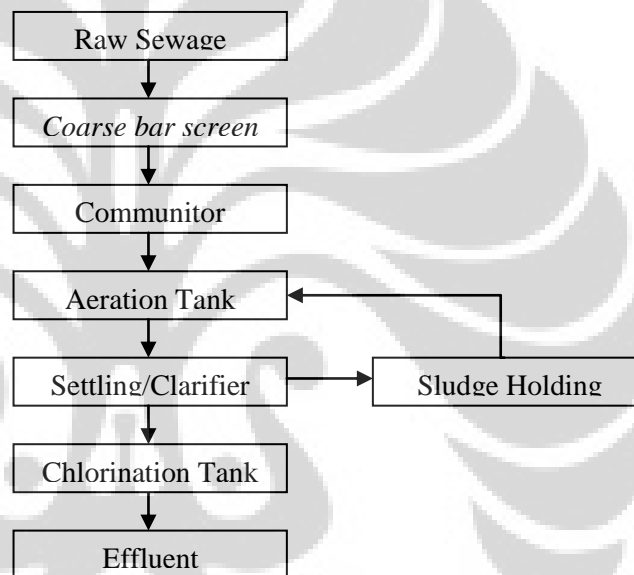 Raw Sewage
Coarse bar screen
Communitor
Aeration Tank
Settling/Clarifier
Sludge Holding
Chlorination Tank
Effluent